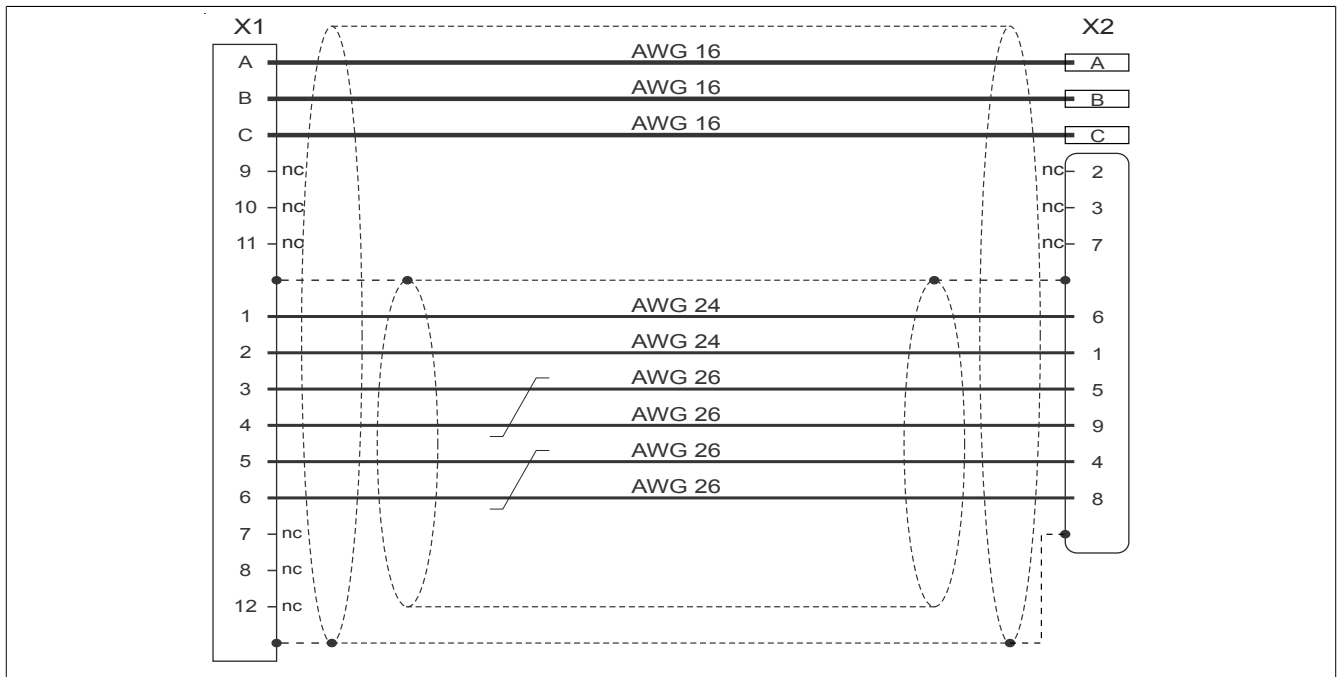 X1 X2
A AWG 16 A
B AWG 16 B
C AWG 16 C
9 nc nc 2
10 nc nc 3
11 nc nc 7
1 AWG 24 6
2 AWG 24 1
3 AWG 26 5
4 AWG 26 9
5 AWG 26 4
6 AWG 26 8
7 nc
8 nc
12 nc